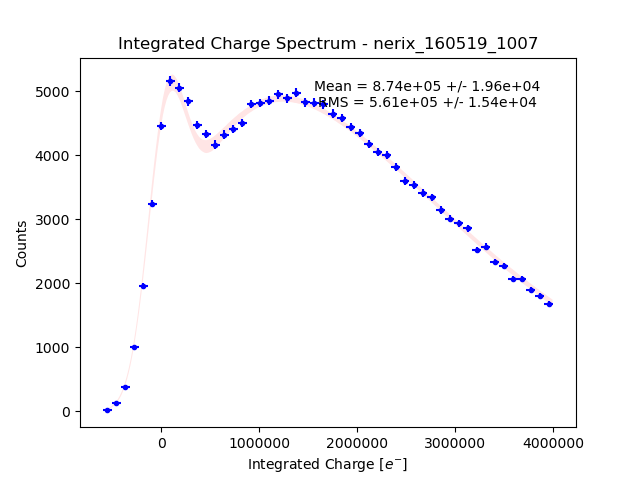 Integrated Charge Spectrum - nerix_160519_1007
Mean = 8.74e+05 +/- 1.96e+04
RMS = 5.61e+05 +/- 1.54e+04
Counts
5000
4000
3000
2000
1000
0
0 1000000 2000000 3000000 4000000
Integrated Charge [e⁻]